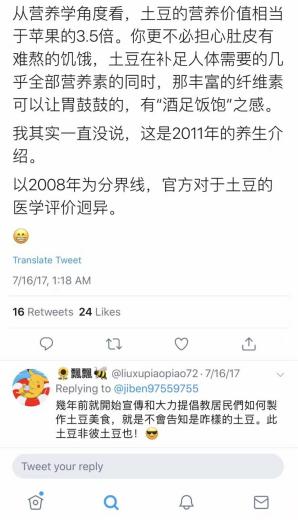 从营养学角度看，土豆的营养价值相当
于苹果的3.5倍。你更不必担心肚皮有
难熬的饥饿，土豆在补足人体需要的几
乎全部营养素的同时，那丰富的纤维素
可以让胃鼓鼓的，有“酒足饭饱”之感。
我其实一直没说，这是2011年的养生介
绍。
以2008年为分界线，官方对于土豆的
医学评价迥异。
😁
Translate Tweet
7/16/17, 1:18 AM
16 Retweets 24 Likes
🌻飄飄🐝 @liuxupiaopiao72 · 7/16/17
Replying to @jiben97559755
幾年前就開始宣傳和大力提倡教居民們如何製
作土豆美食，就是不會告知是咋樣的土豆。此
土豆非彼土豆也！😎
Tweet your reply